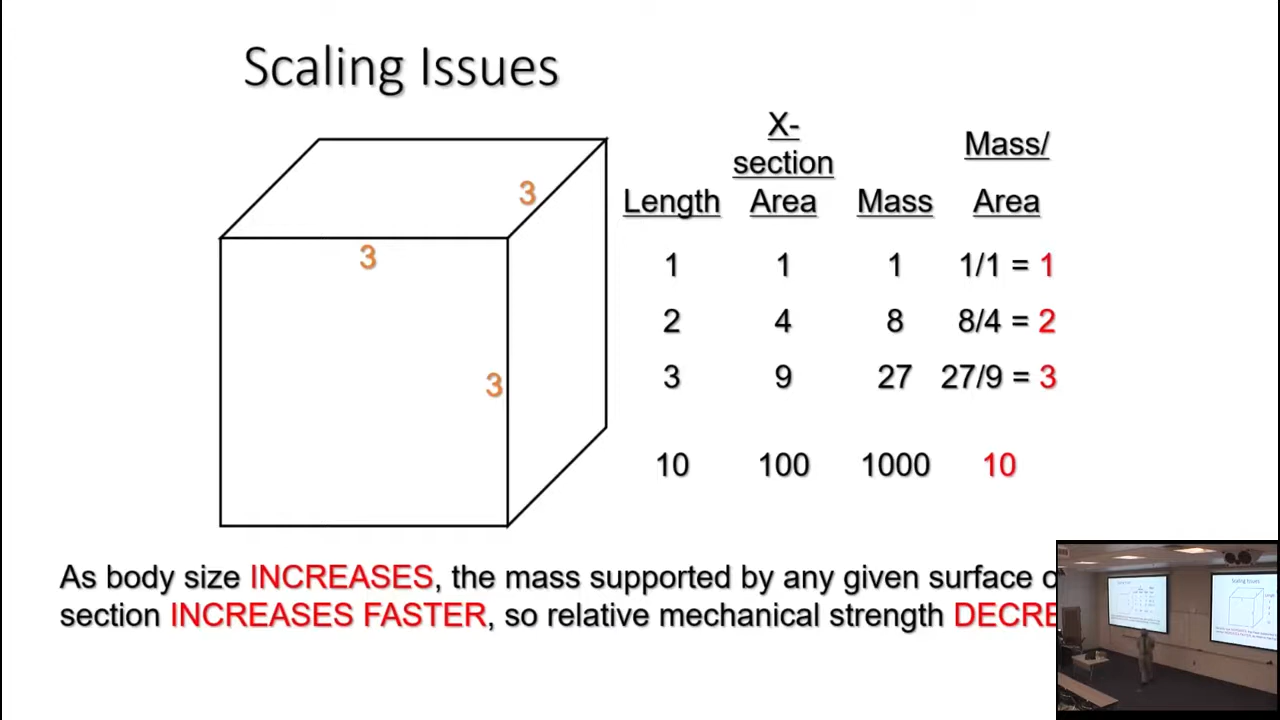 Scaling Issues
X-
section
Area
Mass/
Area
Length
Mass
1 1 1 1/1 = 1
2 4 8 8/4 = 2
3 9 27 27/9 = 3
10 100 1000 10
3
3
3
As body size INCREASES, the mass supported by any given surface
section INCREASES FASTER, so relative mechanical strength
Scaling Issues